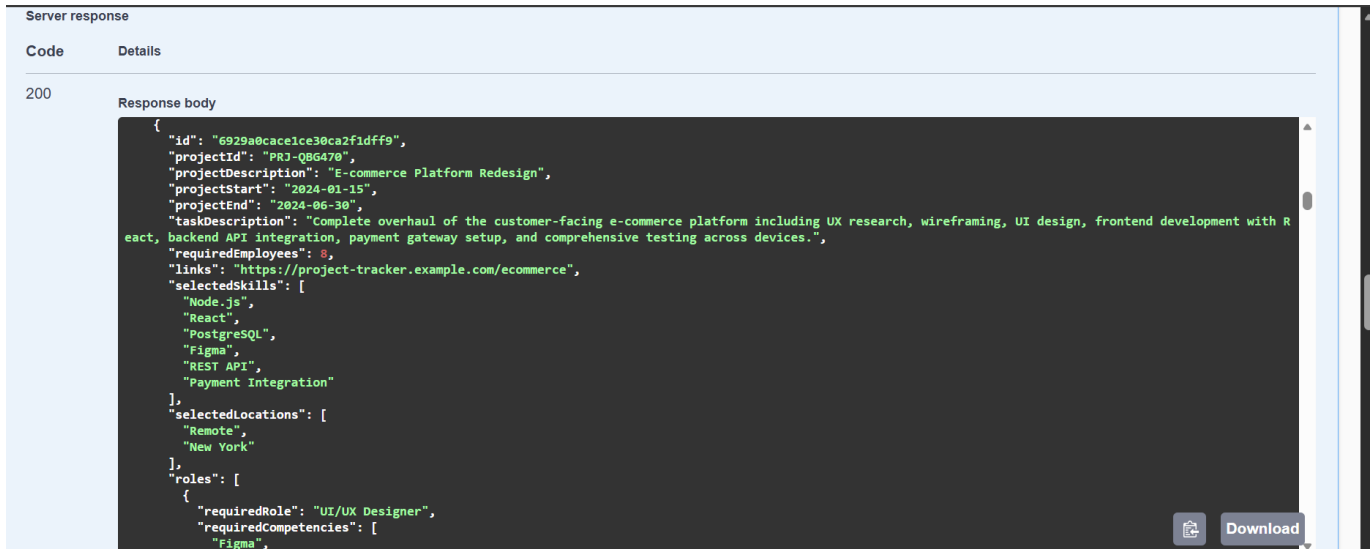 Server response
Code Details
200
Response body
{
"id": "6929a0cace1ce30ca2f1dff9",
"projectId": "PRJ-QBG470",
"projectDescription": "E-commerce Platform Redesign",
"projectStart": "2024-01-15",
"projectEnd": "2024-06-30",
"taskDescription": "Complete overhaul of the customer-facing e-commerce platform including UX research, wireframing, UI design, frontend development with R
eact, backend API integration, payment gateway setup, and comprehensive testing across devices.",
"requiredEmployees": 8,
"links": "https://project-tracker.example.com/ecommerce",
"selectedSkills": [
"Node.js",
"React",
"PostgreSQL",
"Figma",
"REST API",
"Payment Integration"
],
"selectedLocations": [
"Remote",
"New York"
],
"roles": [
{
"requiredRole": "UI/UX Designer",
"requiredCompetencies": [
"Figma",
Download